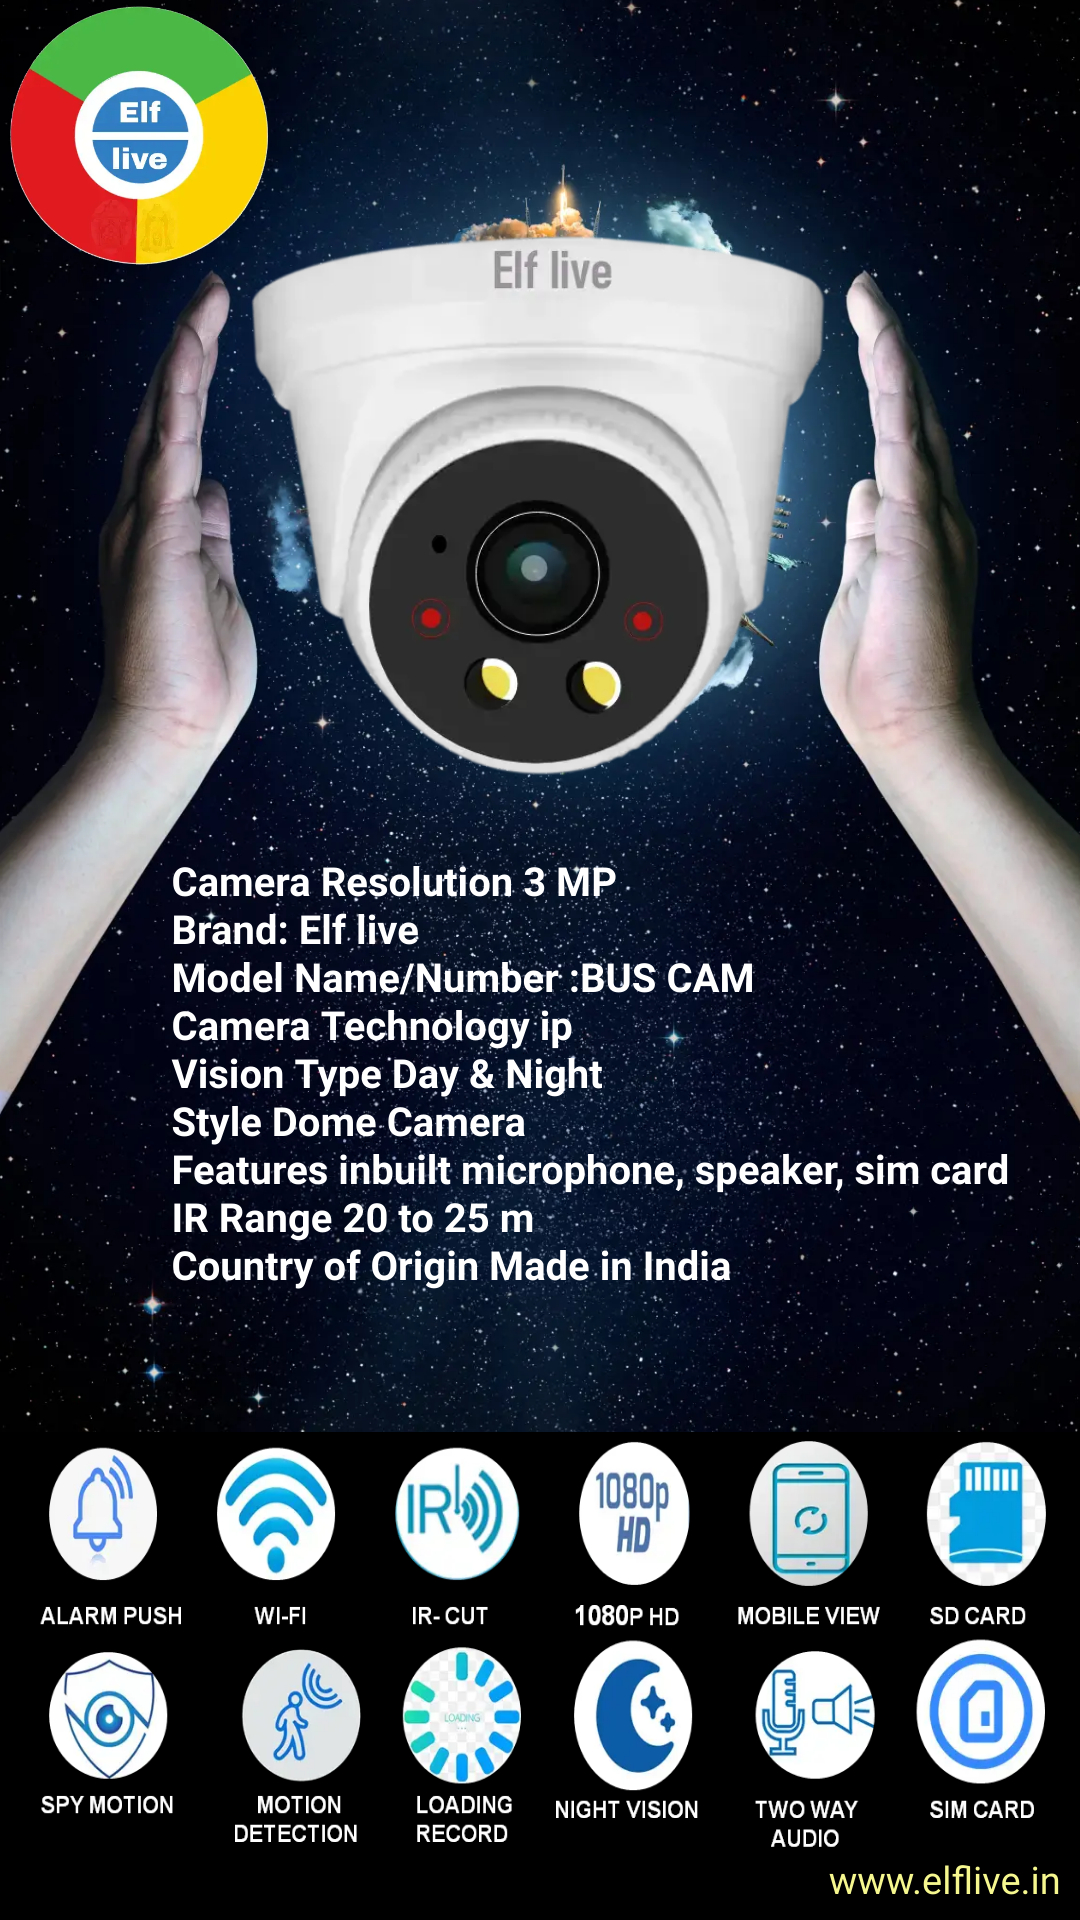 Elf
live
Elf live
Camera Resolution 3 MP
Brand: Elf live
Model Name/Number :BUS CAM
Camera Technology ip
Vision Type Day & Night
Style Dome Camera
Features inbuilt microphone, speaker, sim card
IR Range 20 to 25 m
Country of Origin Made in India
IR
1080p
HD
ALARM PUSH
WI-FI
IR- CUT
1080P HD
MOBILE VIEW
SD CARD
LOADING
...
SPY MOTION
MOTION
DETECTION
LOADING
RECORD
NIGHT VISION
TWO WAY
AUDIO
SIM CARD
www.elflive.in